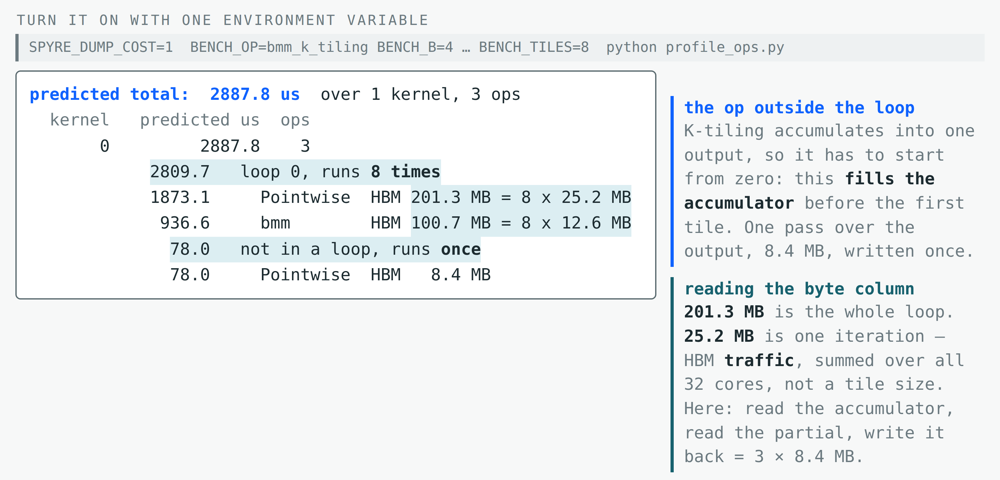 TURN IT ON WITH ONE ENVIRONMENT VARIABLE
SPYRE_DUMP_COST=1  BENCH_OP=bmm_k_tiling BENCH_B=4 … BENCH_TILES=8  python profile_ops.py
predicted total:  2887.8 us  over 1 kernel, 3 ops
kernel   predicted us  ops
0         2887.8    3
2809.7   loop 0, runs 8 times
1873.1     Pointwise  HBM 201.3 MB = 8 x 25.2 MB
936.6     bmm        HBM 100.7 MB = 8 x 12.6 MB
78.0   not in a loop, runs once
78.0     Pointwise  HBM   8.4 MB
the op outside the loop
K-tiling accumulates into one
output, so it has to start
from zero: this fills the
accumulator before the first
tile. One pass over the
output, 8.4 MB, written once.
reading the byte column
201.3 MB is the whole loop.
25.2 MB is one iteration —
HBM traffic, summed over all
32 cores, not a tile size.
Here: read the accumulator,
read the partial, write it
back = 3 × 8.4 MB.